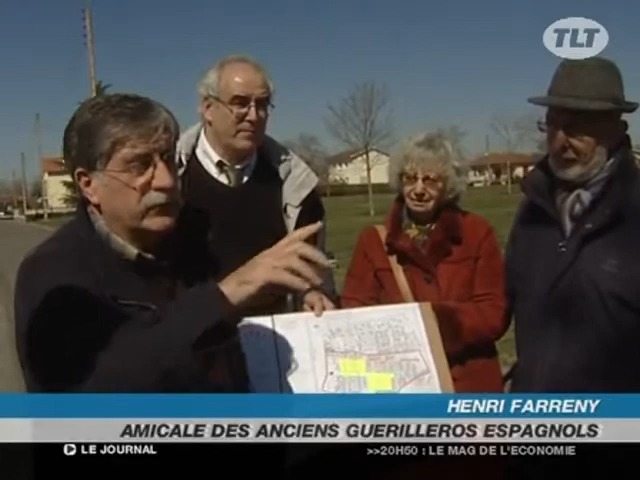 TLT
HENRI FARRENY
AMICALE DES ANCIENS GUERILLEROS ESPAGNOLS
LE JOURNAL
>>20H50 : LE MAG DE L'ECONOMIE